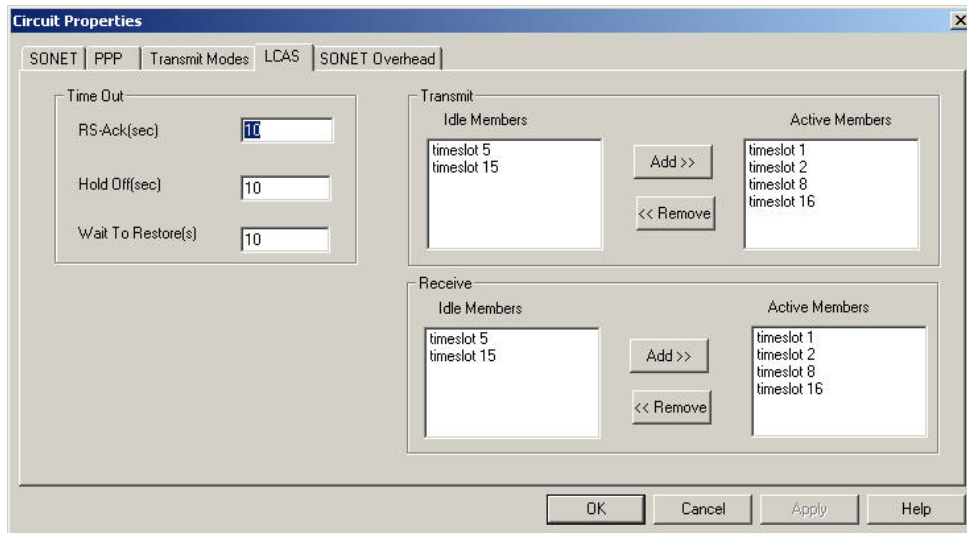 Circuit Properties
SONET PPP Transmit Modes LCAS SONET Overhead
Time Out
RS-Ack(sec) 10
Hold Off(sec) 10
Wait To Restore(s) 10
Transmit
Idle Members
timeslot 5
timeslot 15
Add >>
<< Remove
Active Members
timeslot 1
timeslot 2
timeslot 8
timeslot 16
Receive
Idle Members
timeslot 5
timeslot 15
Add >>
<< Remove
Active Members
timeslot 1
timeslot 2
timeslot 8
timeslot 16
OK Cancel Apply Help